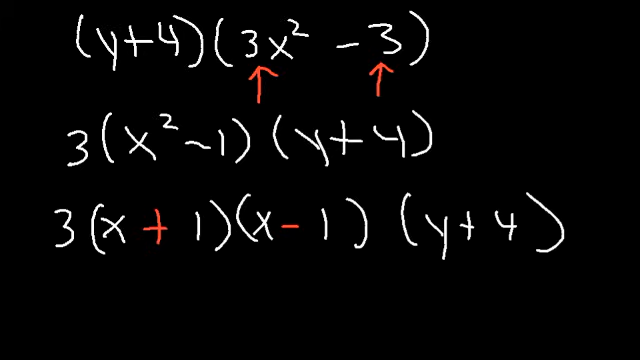 (y+4)(3x² - 3)
3(x² - 1)(y+4)
3(x + 1)(x - 1)(y+4)